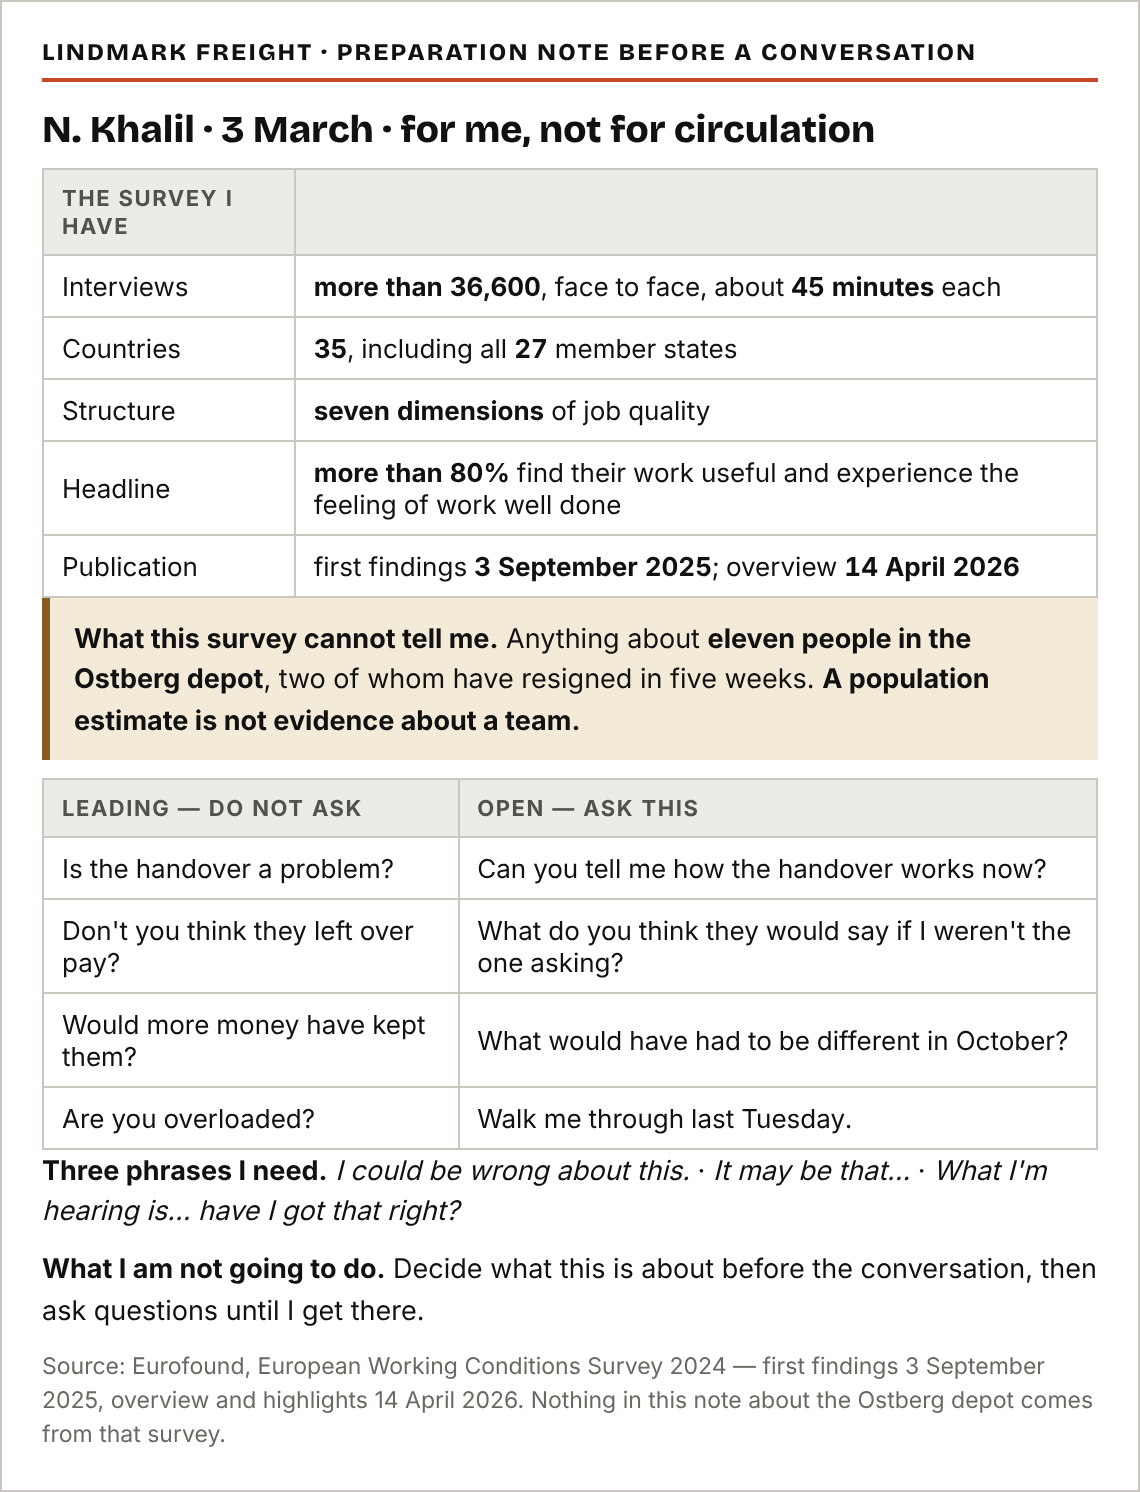 LINDMARK FREIGHT · PREPARATION NOTE BEFORE A CONVERSATION
N. Khalil · 3 March · for me, not for circulation
THE SURVEY I
HAVE
Interviews
more than 36,600, face to face, about 45 minutes each
Countries
35, including all 27 member states
Structure
seven dimensions of job quality
Headline
more than 80% find their work useful and experience the
feeling of work well done
Publication
first findings 3 September 2025; overview 14 April 2026
What this survey cannot tell me. Anything about eleven people in the
Ostberg depot, two of whom have resigned in five weeks. A population
estimate is not evidence about a team.
LEADING — DO NOT ASK
OPEN — ASK THIS
Is the handover a problem?
Can you tell me how the handover works now?
Don't you think they left over
pay?
What do you think they would say if I weren't the
one asking?
Would more money have kept
them?
What would have had to be different in October?
Are you overloaded?
Walk me through last Tuesday.
Three phrases I need. I could be wrong about this. · It may be that… · What I'm
hearing is… have I got that right?
What I am not going to do. Decide what this is about before the conversation, then
ask questions until I get there.
Source: Eurofound, European Working Conditions Survey 2024 — first findings 3 September
2025, overview and highlights 14 April 2026. Nothing in this note about the Ostberg depot comes
from that survey.